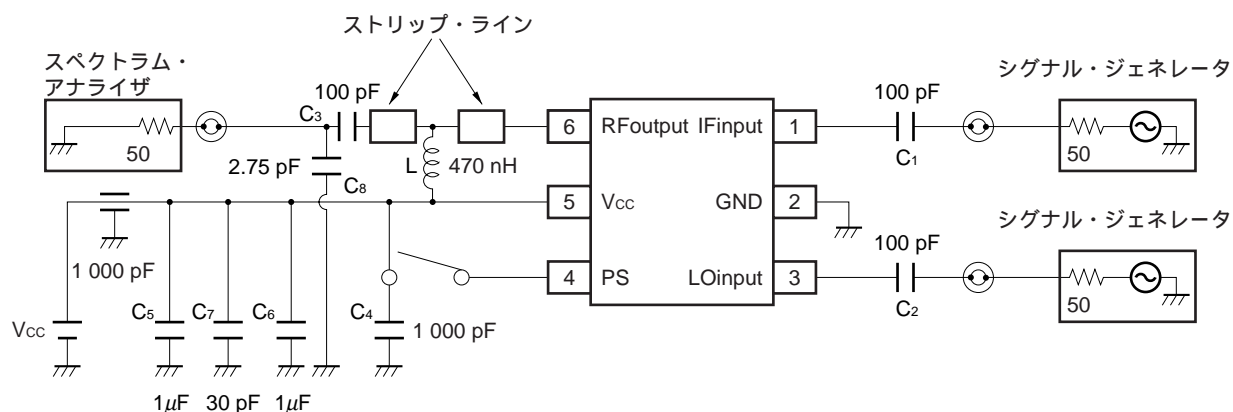 ストリップ・ライン
スペクトラム・
アナライザ
シグナル・ジェネレータ
100 pF
C3
50
2.75 pF
C8
L
470 nH
6
RFoutput
IFinput
1
100 pF
C1
50
5
VCC
GND
2
シグナル・ジェネレータ
1 000 pF
4
PS
LOinput
3
100 pF
C2
50
VCC
C5
C7
C6
C4
1 000 pF
1μF
30 pF
1μF